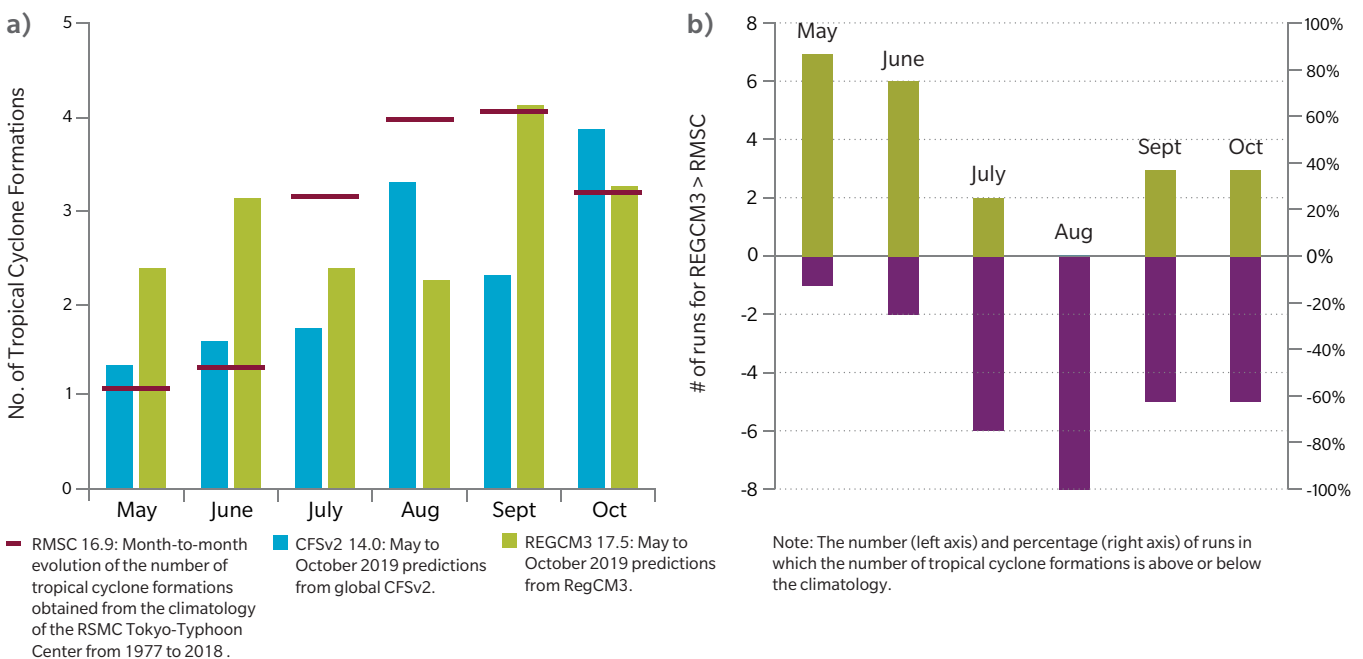 a)
No. of Tropical Cyclone Formations
5
4
3
2
1
0
May
June
July
Aug
Sept
Oct
RMSC 16.9: Month-to-month
evolution of the number of
tropical cyclone formations
obtained from the climatology
of the RSMC Tokyo-Typhoon
Center from 1977 to 2018 .
CFSv2 14.0: May to
October 2019 predictions
from global CFSv2.
REGCM3 17.5: May to
October 2019 predictions
from RegCM3.
b)
# of runs for REGCM3 > RMSC
8
6
4
2
0
-2
-4
-6
-8
May
June
July
Aug
Sept
Oct
100%
80%
60%
40%
20%
0%
-20%
-40%
-60%
-80%
-100%
Note: The number (left axis) and percentage (right axis) of runs in
which the number of tropical cyclone formations is above or below
the climatology.